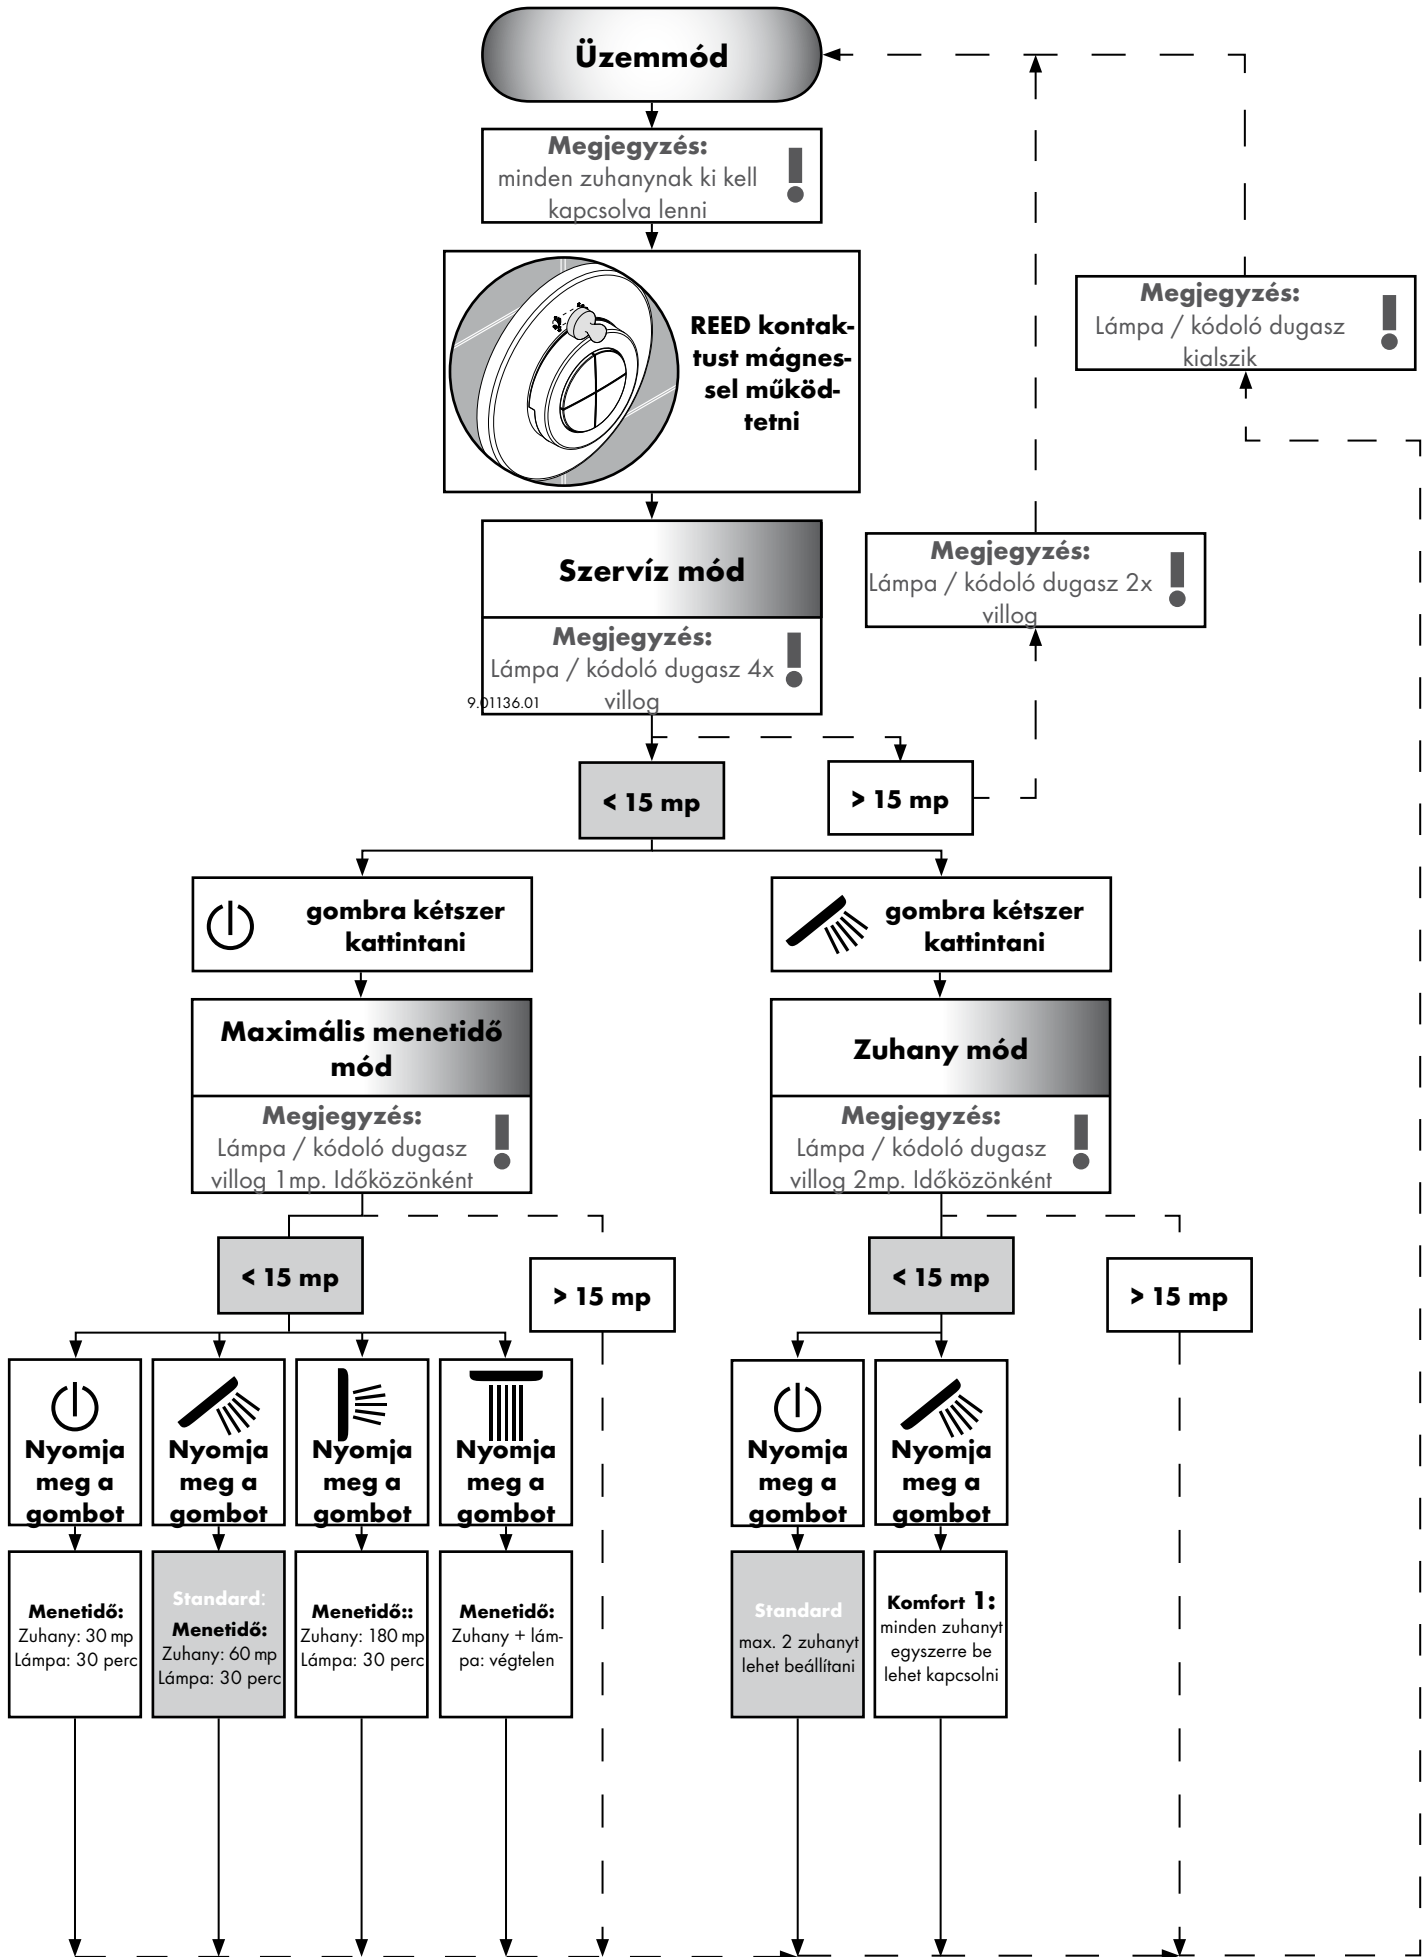 Üzemmód
Megjegyzés:
minden zuhanynak ki kell
kapcsolva lenni
REED kontak-
tust mágnes-
sel működ-
tetni
Megjegyzés:
Lámpa / kódoló dugasz
kialszik
Szervíz mód
Megjegyzés:
Lámpa / kódoló dugasz 4x
villog
9.01136.01
Megjegyzés:
Lámpa / kódoló dugasz 2x
villog
< 15 mp
> 15 mp
gombra kétszer
kattintani
gombra kétszer
kattintani
Maximális menetidő
mód
Megjegyzés:
Lámpa / kódoló dugasz
villog 1mp. Időközönként
Zuhany mód
Megjegyzés:
Lámpa / kódoló dugasz
villog 2mp. Időközönként
< 15 mp
> 15 mp
< 15 mp
> 15 mp
Nyomja
meg a
gombot
Nyomja
meg a
gombot
Nyomja
meg a
gombot
Nyomja
meg a
gombot
Nyomja
meg a
gombot
Nyomja
meg a
gombot
Menetidő:
Zuhany: 30 mp
Lámpa: 30 perc
Standard:
Menetidő:
Zuhany: 60 mp
Lámpa: 30 perc
Menetidő::
Zuhany: 180 mp
Lámpa: 30 perc
Menetidő:
Zuhany + lám-
pa: végtelen
Standard
max. 2 zuhanyt
lehet beállítani
Komfort 1:
minden zuhanyt
egyszerre be
lehet kapcsolni